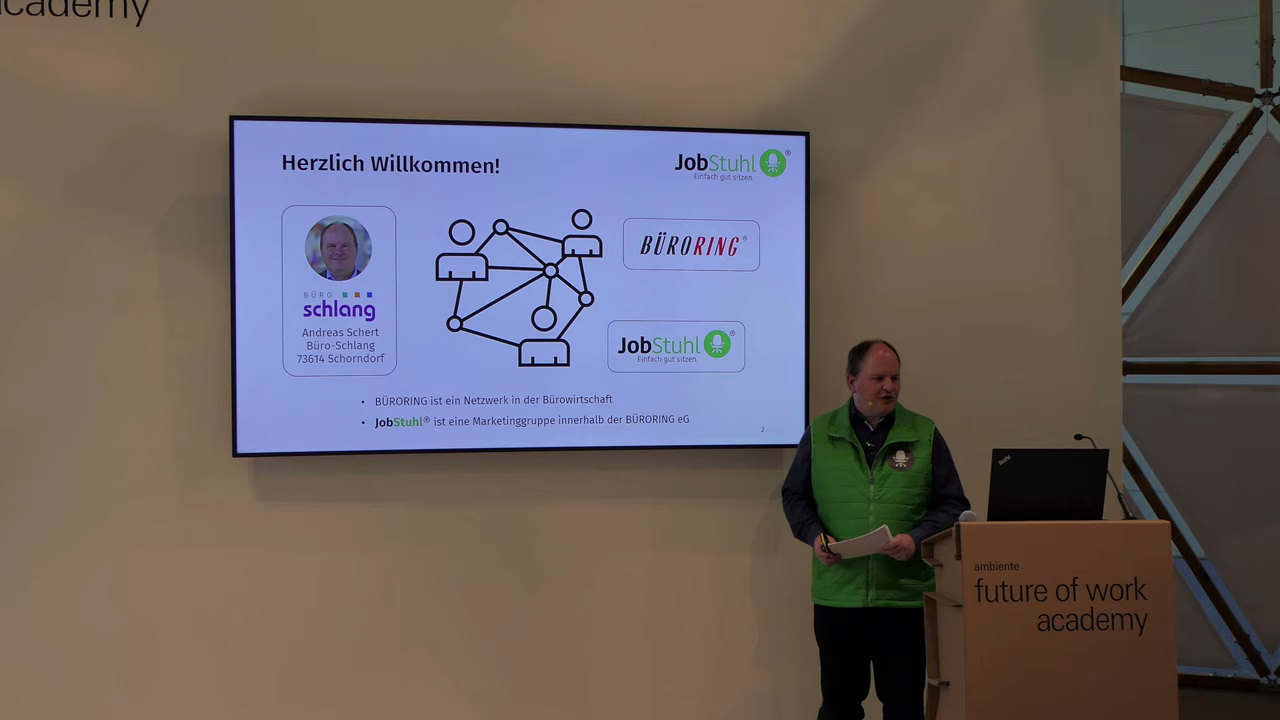 academy
Herzlich Willkommen!
JobStuhl®
Einfach gut sitzen.
BÜRO
schlang
Andreas Schert
Büro-Schlang
73614 Schorndorf
BÜRORING®
JobStuhl®
Einfach gut sitzen.
• BÜRORING ist ein Netzwerk in der Bürowirtschaft
• JobStuhl® ist eine Marketinggruppe innerhalb der BÜRORING eG
2
ThinkPad
ambiente
future of work
academy